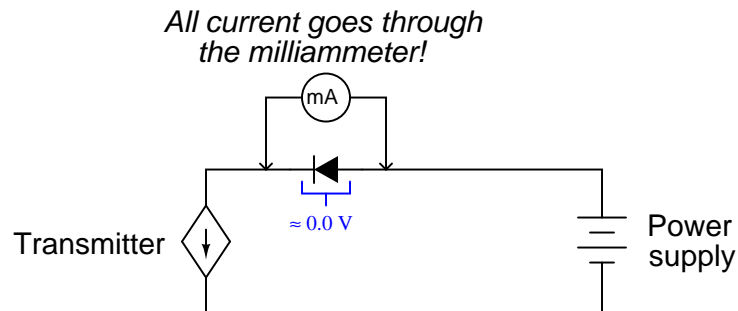 All current goes through
the milliammeter!
mA
≈ 0.0 V
Transmitter
Power
supply